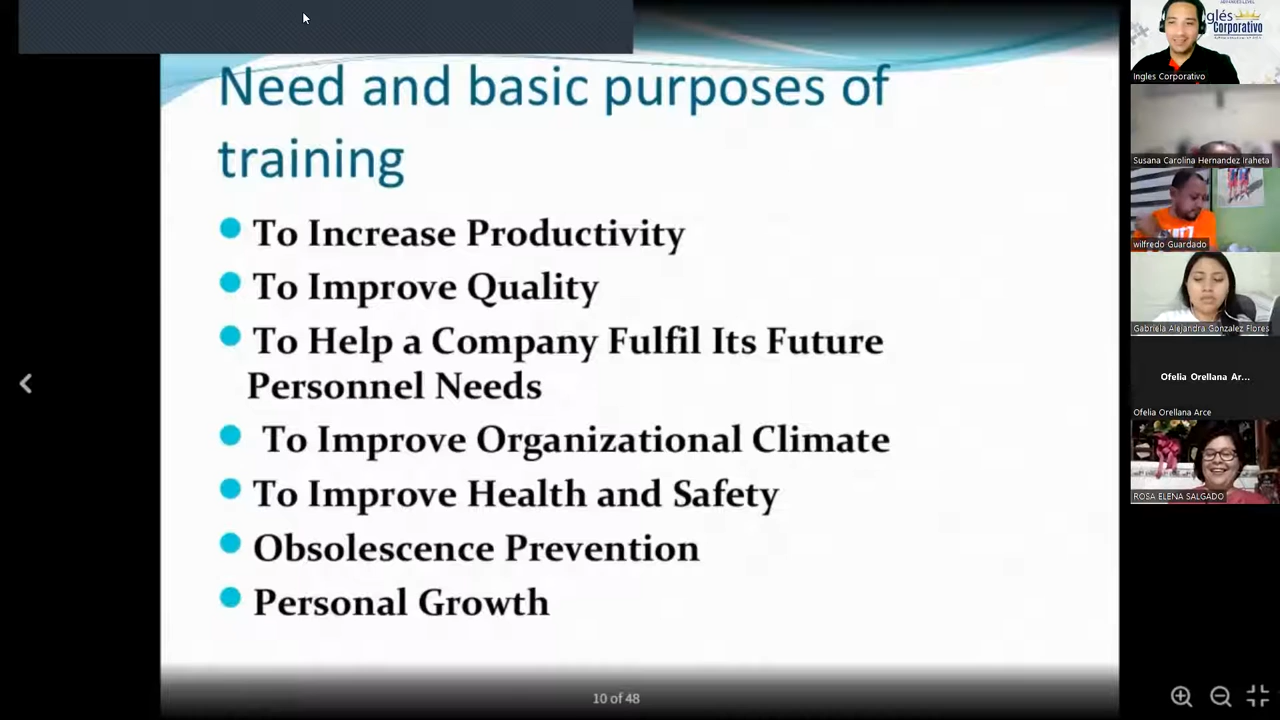 Need and basic purposes of
training
To Increase Productivity
To Improve Quality
To Help a Company Fulfil Its Future
Personnel Needs
To Improve Organizational Climate
To Improve Health and Safety
Obsolescence Prevention
Personal Growth
10 of 48
glés
Corporativo
Ingles Corporativo
Susana Carolina Hernandez Iraheta
wilfredo Guardado
Gabriela Alejandra Gonzalez Flores
Ofelia Orellana Ar...
Ofelia Orellana Arce
ROSA ELENA SALGADO